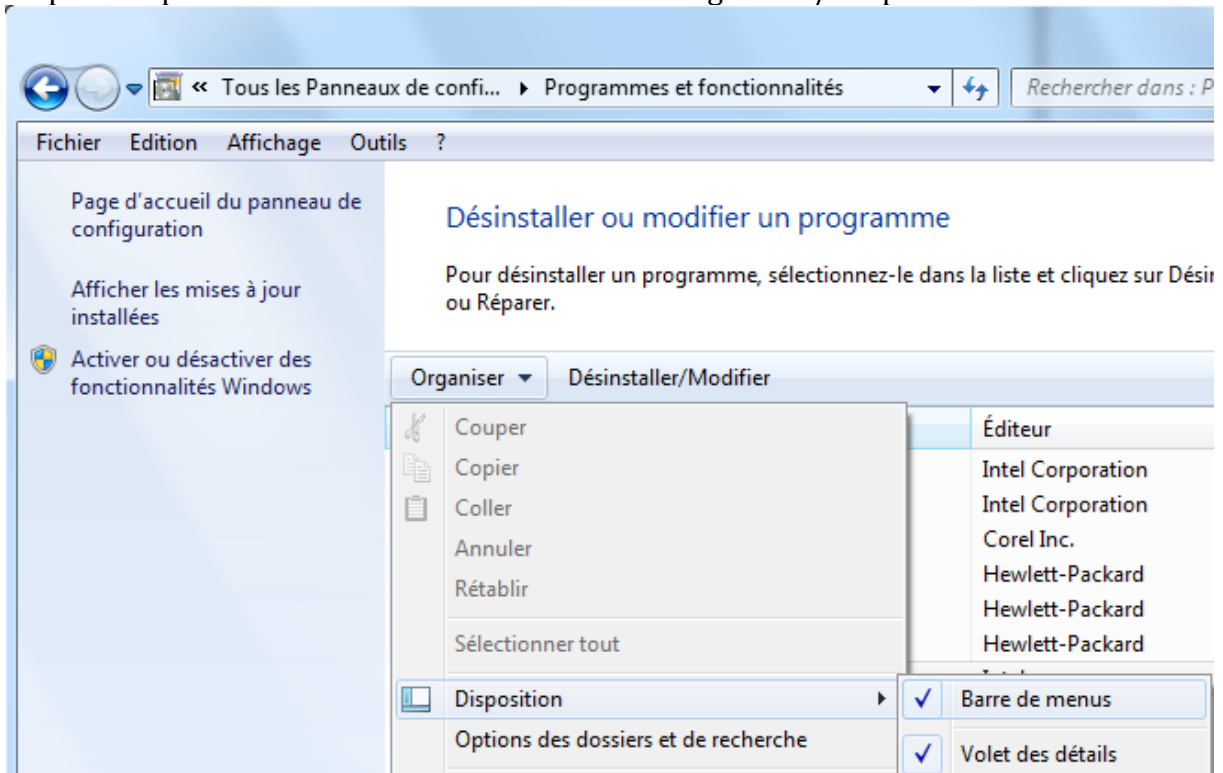 « Tous les Panneaux de confi... Programmes et fonctionnalités Rechercher dans : P
Fichier Edition Affichage Outils ?
Page d'accueil du panneau de
configuration
Afficher les mises à jour
installées
Activer ou désactiver des
fonctionnalités Windows
Désinstaller ou modifier un programme
Pour désinstaller un programme, sélectionnez-le dans la liste et cliquez sur Désin
ou Réparer.
Organiser Désinstaller/Modifier
Couper
Copier
Coller
Annuler
Rétablir
Sélectionner tout
Disposition
Options des dossiers et de recherche
Éditeur
Intel Corporation
Intel Corporation
Corel Inc.
Hewlett-Packard
Hewlett-Packard
Hewlett-Packard
Barre de menus
Volet des détails